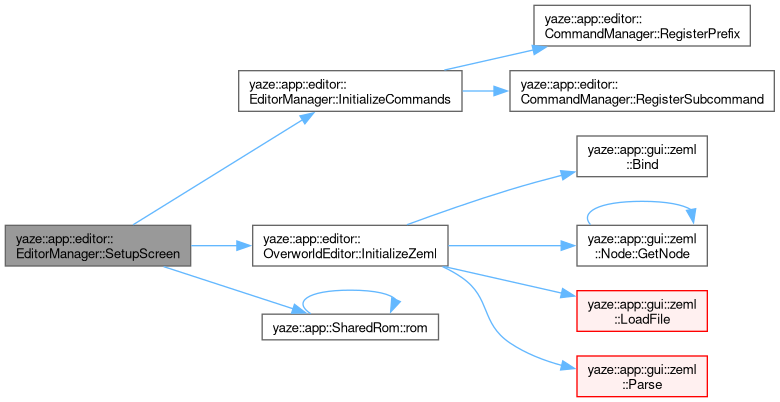 yaze::app::editor::
EditorManager::SetupScreen
yaze::app::editor::
EditorManager::InitializeCommands
yaze::app::editor::
CommandManager::RegisterPrefix
yaze::app::editor::
CommandManager::RegisterSubcommand
yaze::app::editor::
OverworldEditor::InitializeZeml
yaze::app::gui::zeml
::Bind
yaze::app::gui::zeml
::Node::GetNode
yaze::app::gui::zeml
::LoadFile
yaze::app::gui::zeml
::Parse
yaze::app::SharedRom::rom